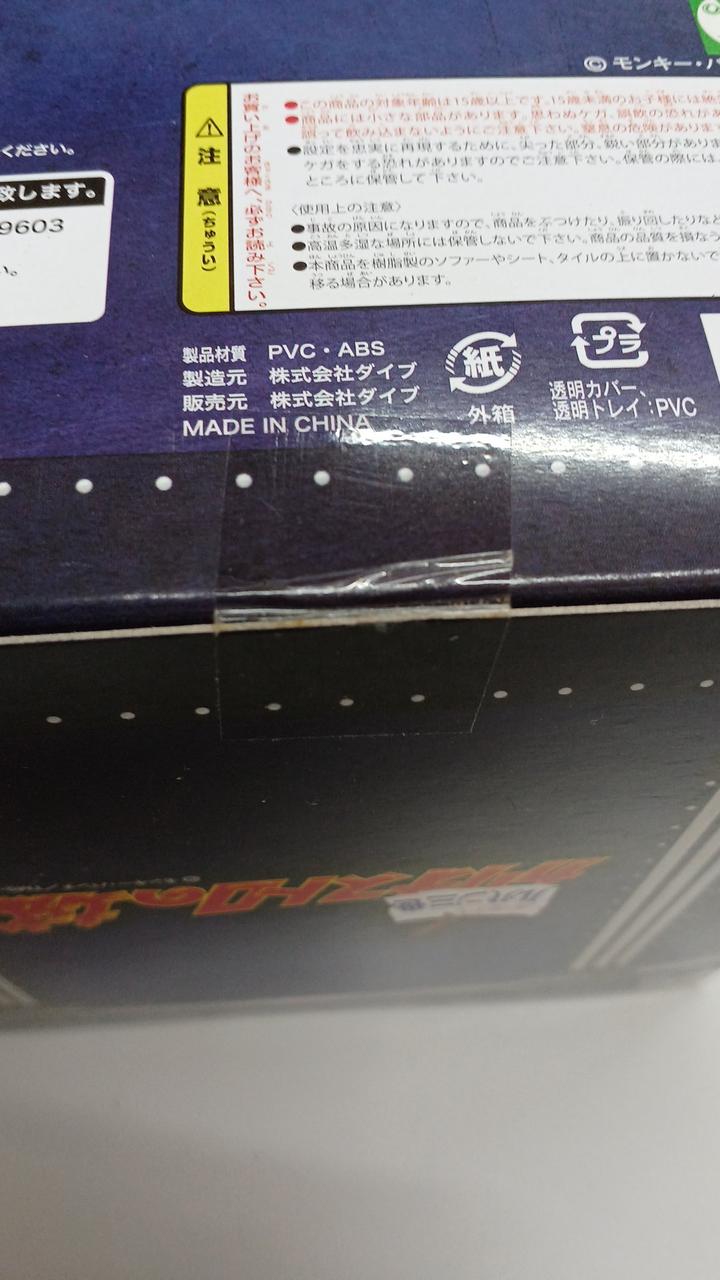 © モンキー・
ください。
致します。
9603
い。
注意(ちゅうい)
お買い上げのお客様へ必ずお読み下さい。
●この商品の対象年齢は15歳以上です。15歳未満のお子様には絶
●商品には小さな部品があります。思わぬケガ、誤飲の恐れがありま
誤って飲み込まないようにご注意下さい。窒息の危険がありま
●設定を忠実に再現するために、尖った部分、鋭い部分があり
ケガをする恐れがありますのでご注意下さい。保管の際には、
ところに保管して下さい。
〈使用上の注意〉
●事故の原因になりますので、商品をぶつけたり、振り回したりなど
●高温多湿な場所には保管しないで下さい。商品の品質を損なう
●本商品を樹脂製のソファーやシート、タイルの上に置かないで
移る場合があります。
製品材質 PVC・ABS
製造元 株式会社ダイブ
販売元 株式会社ダイブ
MADE IN CHINA
紙
外箱
プラ
透明カバー、
透明トレイ:PVC
ルパン三世
カリオストロの城